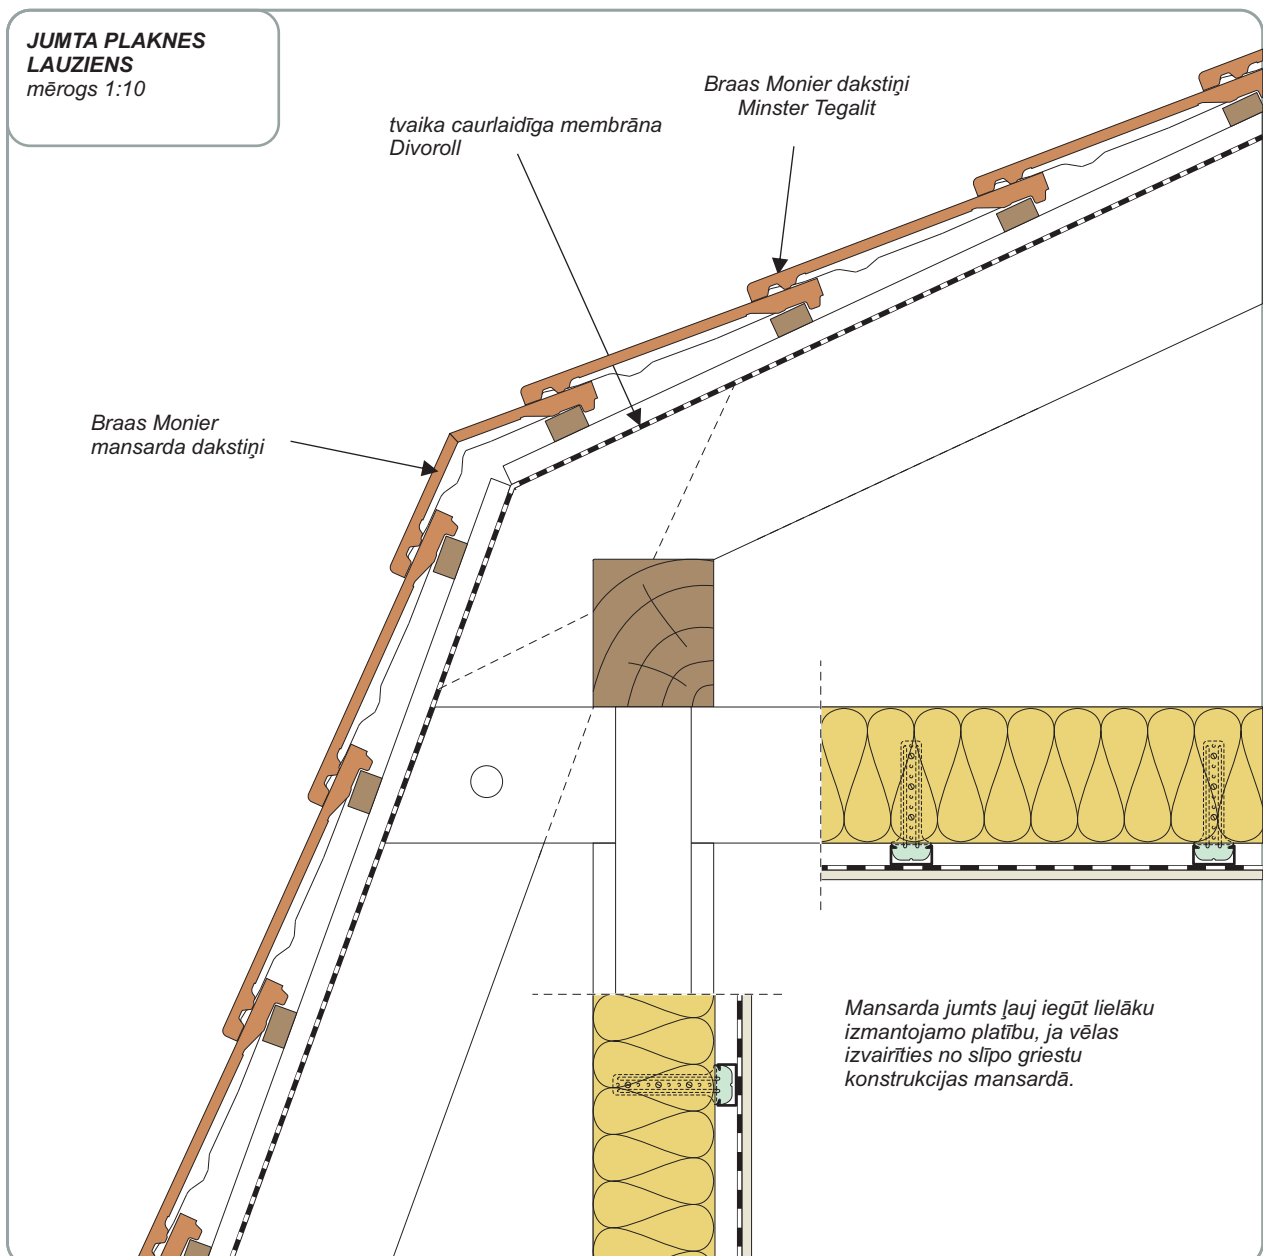 JUMTA PLAKNES
LAUZIENS
mērogs 1:10
Braas Monier dakstiņi
Minster Tegalit
tvaika caurlaidīga membrāna
Divoroll
Braas Monier
mansarda dakstiņi
Mansarda jumts ļauj iegūt lielāku
izmantojamo platību, ja vēlas
izvairīties no slīpo griestu
konstrukcijas mansardā.